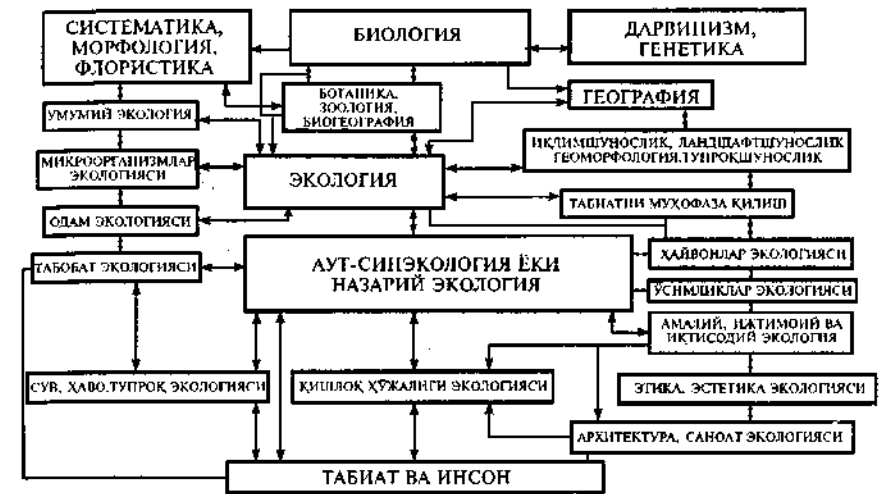 СИСТЕМАТИКА,
МОРФОЛОГИЯ,
ФЛОРИСТИКА
БИОЛОГИЯ
ДАРВИНИЗМ,
ГЕНЕТИКА
БОТАНИКА,
ЗООЛОГИЯ,
БИОГЕОГРАФИЯ
ГЕОГРАФИЯ
УМУМИЙ ЭКОЛОГИЯ
ИҚЛИМШУНОСЛИК, ЛАНДШАФТШУНОСЛИК
ГЕОМОРФОЛОГИЯ,ТУПРОҚШУНОСЛИК
МИКРООРГАНИЗМЛАР
ЭКОЛОГИЯСИ
ЭКОЛОГИЯ
ТАБИАТНИ МУҲОФАЗА ҚИЛИШ
ОДАМ ЭКОЛОГИЯСИ
АУТ-СИНЭКОЛОГИЯ ЁКИ
НАЗАРИЙ ЭКОЛОГИЯ
ТАБОБАТ ЭКОЛОГИЯСИ
ҲАЙВОНЛАР ЭКОЛОГИЯСИ
ЎСИМЛИКЛАР ЭКОЛОГИЯСИ
АМАЛИЙ, ИЖТИМОИЙ ВА
ИҚТИСОДИЙ ЭКОЛОГИЯ
СУВ, ҲАВО,ТУПРОҚ ЭКОЛОГИЯСИ
ҚИШЛОҚ ХЎЖАЛИГИ ЭКОЛОГИЯСИ
ЭТИКА, ЭСТЕТИКА ЭКОЛОГИЯСИ
АРХИТЕКТУРА, САНОАТ ЭКОЛОГИЯСИ
ТАБИАТ ВА ИНСОН